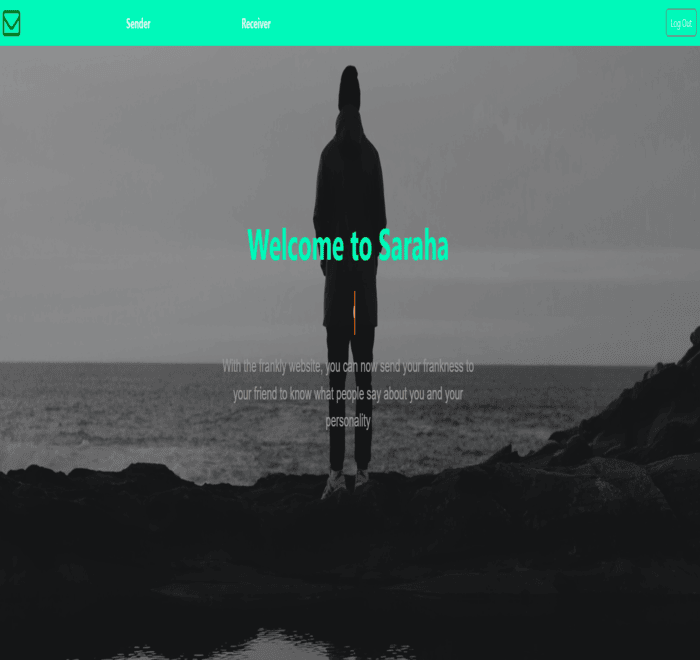 Sender
Receiver
Log Out
Welcome to Saraha
With the frankly website, you can now send your frankness to
your friend to know what people say about you and your
personality